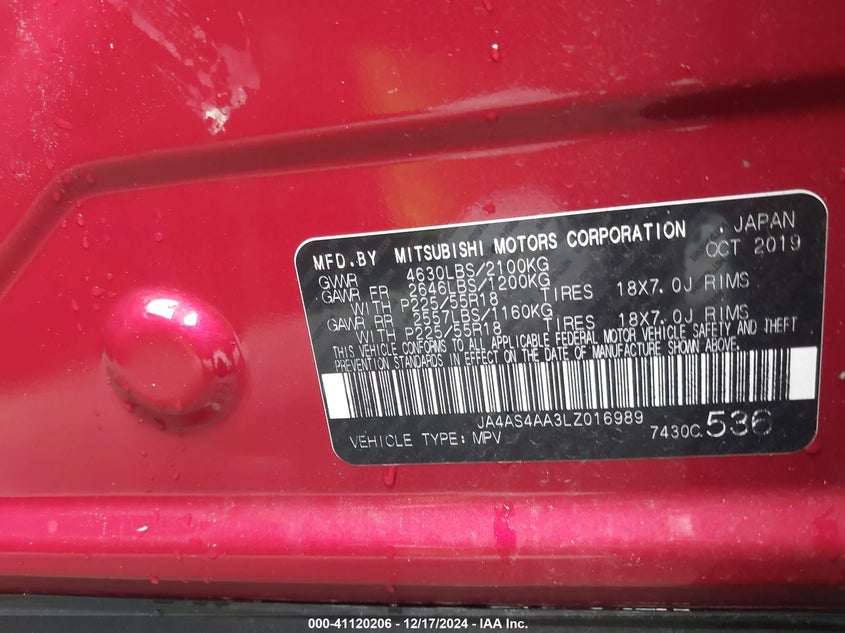 MFD.BY MITSUBISHI MOTORS CORPORATION , JAPAN
GVWR 4630LBS/2100KG OCT 2019
GAWR FR 2646LBS/1200KG
WITH P225/55R18 TIRES 18X7.0J RIMS
GAWR RR 2557LBS/1160KG
WITH P225/55R18 TIRES 18X7.0J RIMS
THIS VEHICLE CONFORMS TO ALL APPLICABLE FEDERAL MOTOR VEHICLE SAFETY AND THEFT
PREVENTION STANDARDS IN EFFECT ON THE DATE OF MANUFACTURE SHOWN ABOVE.
JA4AS4AA3LZ016989
VEHICLE TYPE: MPV 7430C 536
000-41120206 - 12/17/2024 - IAA Inc.